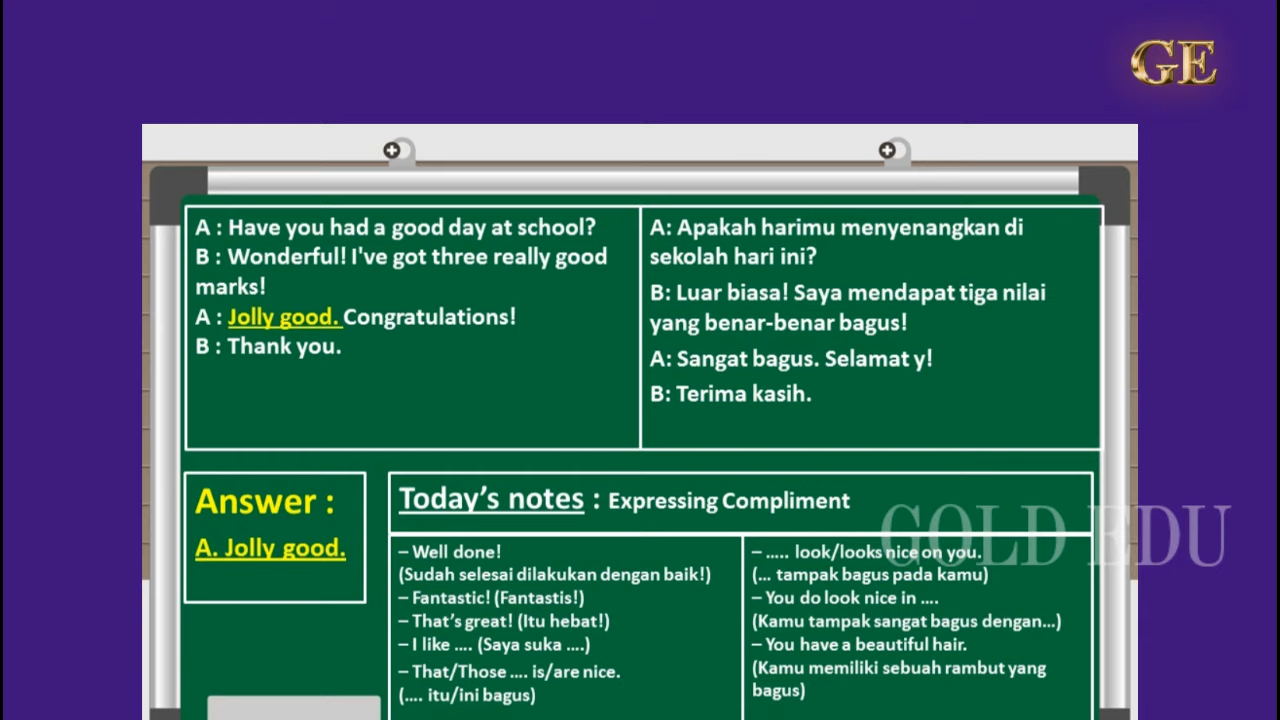 GE
A : Have you had a good day at school?
B : Wonderful! I've got three really good
marks!
A : Jolly good. Congratulations!
B : Thank you.
A: Apakah harimu menyenangkan di
sekolah hari ini?
B: Luar biasa! Saya mendapat tiga nilai
yang benar-benar bagus!
A: Sangat bagus. Selamat y!
B: Terima kasih.
Answer :
A. Jolly good.
Today's notes : Expressing Compliment
– Well done!
(Sudah selesai dilakukan dengan baik!)
– Fantastic! (Fantastis!)
– That's great! (Itu hebat!)
– I like .... (Saya suka ....)
– That/Those .... is/are nice.
(.... itu/ini bagus)
– ..... look/looks nice on you.
(... tampak bagus pada kamu)
– You do look nice in ....
(Kamu tampak sangat bagus dengan...)
– You have a beautiful hair.
(Kamu memiliki sebuah rambut yang
bagus)
GOLD EDU